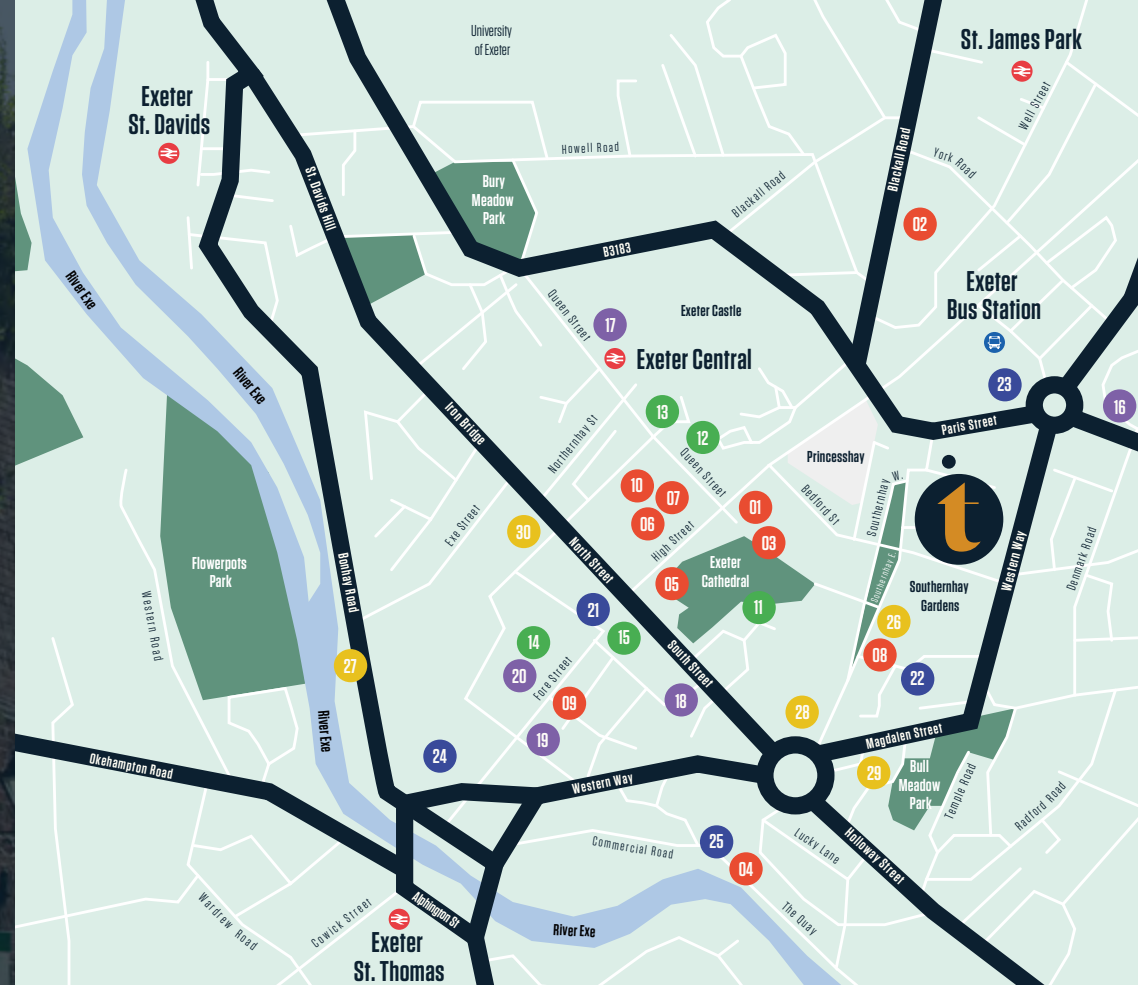 University
of Exeter
St. James Park
Exeter
St. Davids
Well Street
Howell Road
York Road
Blackall Road
St. Davids Hill
Bury
Meadow
Park
Blackall Road
02
B3183
River Exe
Queen Street
17
Exeter Castle
Exeter
Bus Station
Exeter Central
River Exe
23
16
13
12
Iron Bridge
Northernhay St
Queen Street
Princesshay
Paris Street
10
07
06
01
03
Bedford St
Southernhay W.
t
Exe Street
30
High Street
North Street
Exeter
Cathedral
05
11
Southernhay E.
Southernhay
Gardens
Western Way
Denmark Road
Flowerpots
Park
Bonhay Road
Western Road
21
15
14
20
Fore Street
09
19
South Street
18
26
08
22
27
River Exe
28
Magdalen Street
24
Okehampton Road
Western Way
29
Bull
Meadow
Park
Temple Road
Radford Road
Commercial Road
25
04
Lucky Lane
Holloway Street
The Quay
Wardrew Road
Cowick Street
Alphington St
Exeter
St. Thomas
River Exe